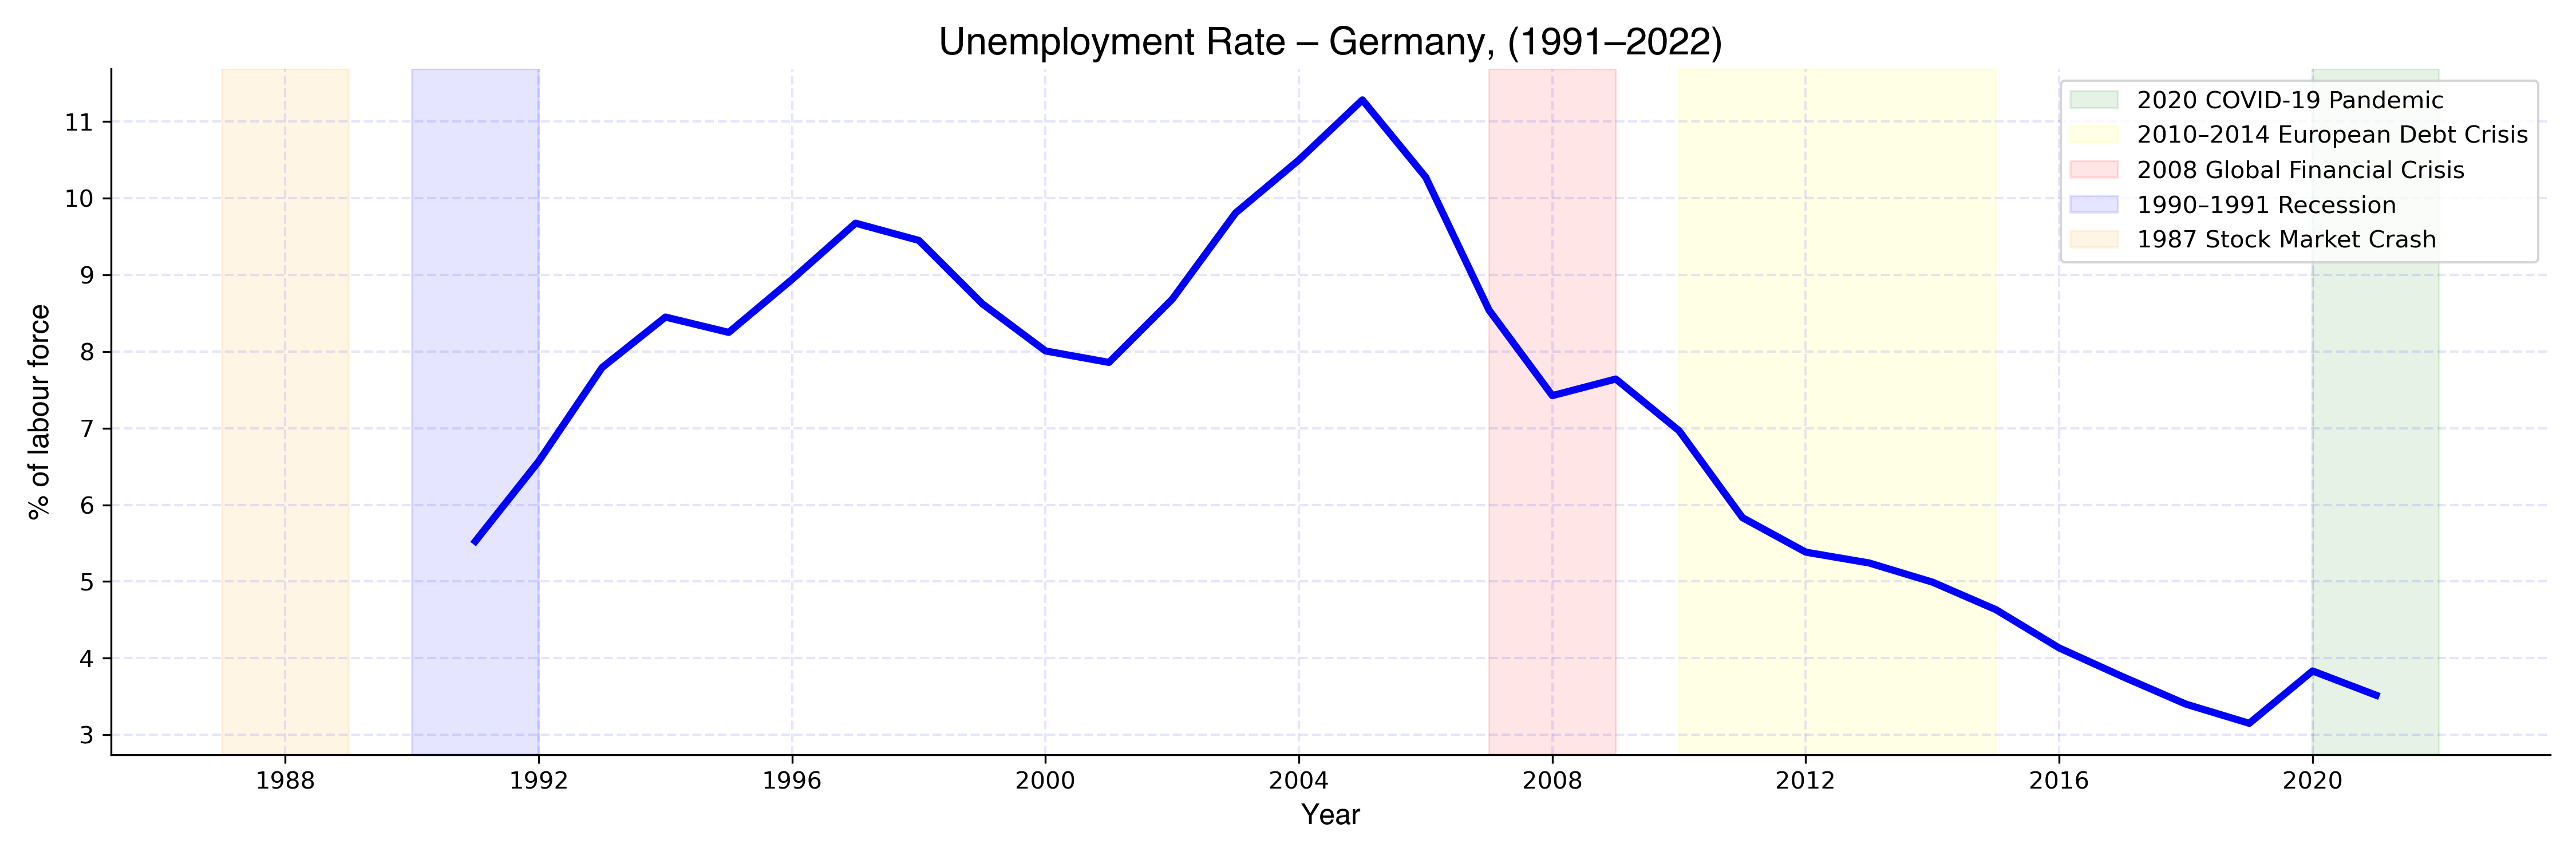 Unemployment Rate – Germany, (1991–2022)
% of labour force
11
10
9
8
7
6
5
4
3
2020 COVID-19 Pandemic
2010–2014 European Debt Crisis
2008 Global Financial Crisis
1990–1991 Recession
1987 Stock Market Crash
1988 1992 1996 2000 2004 2008 2012 2016 2020
Year